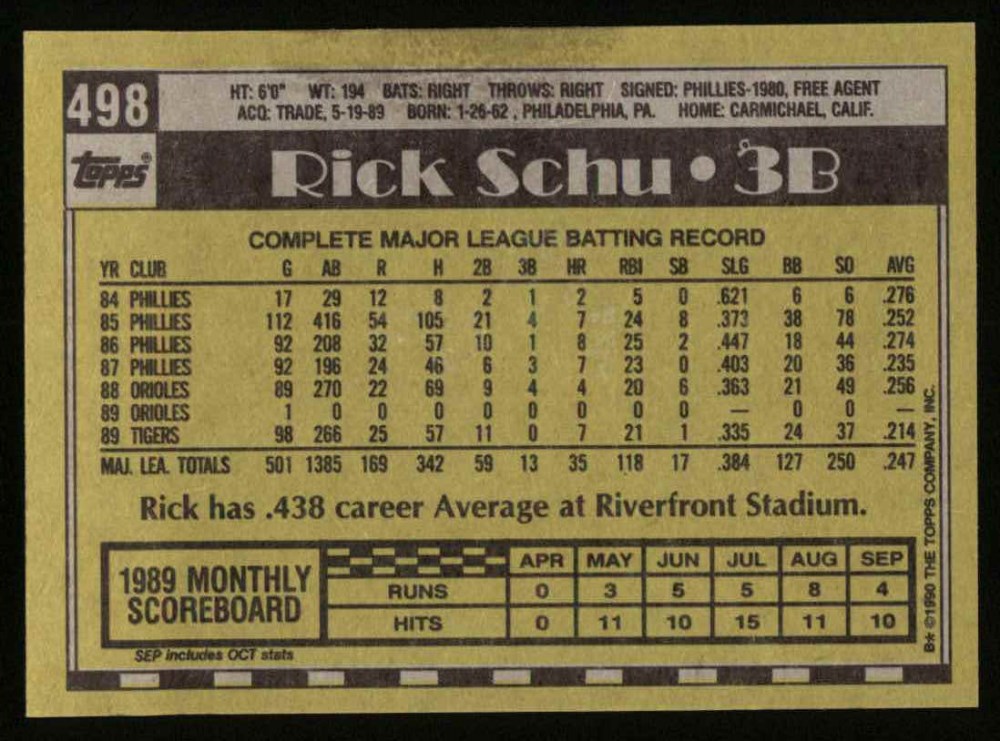 498
HT: 6'0" WT: 194 BATS: RIGHT THROWS: RIGHT SIGNED: PHILLIES-1980, FREE AGENT
ACQ: TRADE, 5-19-89 BORN: 1-26-62, PHILADELPHIA, PA. HOME: CARMICHAEL, CALIF.
topps®
Rick Schu • 3B
COMPLETE MAJOR LEAGUE BATTING RECORD
YR CLUB G AB R H 2B 3B HR RBI SB SLG BB SO AVG
84 PHILLIES 17 29 12 8 2 1 2 5 0 .621 6 6 .276
85 PHILLIES 112 416 54 105 21 4 7 24 8 .373 38 78 .252
86 PHILLIES 92 208 32 57 10 1 8 25 2 .447 18 44 .274
87 PHILLIES 92 196 24 46 6 3 7 23 0 .403 20 36 .235
88 ORIOLES 89 270 22 69 9 4 4 20 6 .363 21 49 .256
89 ORIOLES 1 0 0 0 0 0 0 0 0 — 0 0 —
89 TIGERS 98 266 25 57 11 0 7 21 1 .335 24 37 .214
MAJ. LEA. TOTALS 501 1385 169 342 59 13 35 118 17 .384 127 250 .247
Rick has .438 career Average at Riverfront Stadium.
1989 MONTHLY
SCOREBOARD
APR MAY JUN JUL AUG SEP
RUNS 0 3 5 5 8 4
HITS 0 11 10 15 11 10
SEP includes OCT stats
B* ©1990 THE TOPPS COMPANY, INC.